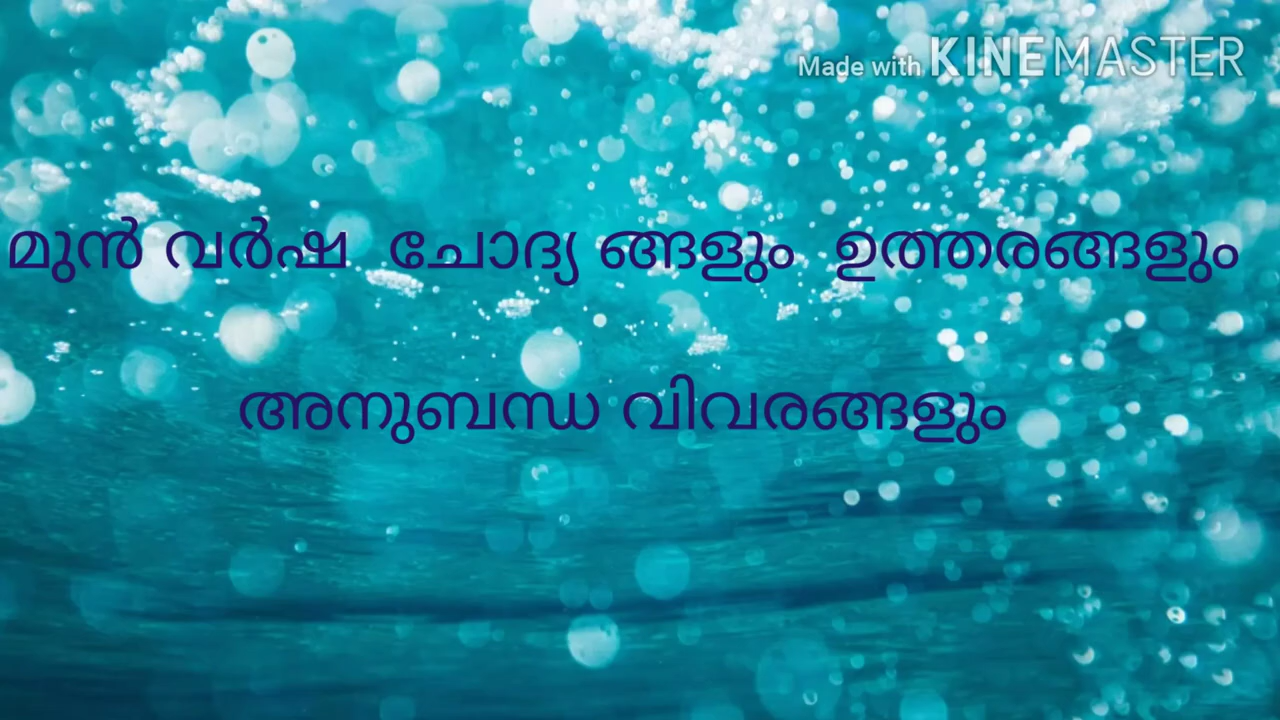 Made with KINEMASTER
മുൻ വർഷ ചോദ്യ ങ്ങളും ഉത്തരങ്ങളും
അനുബന്ധ വിവരങ്ങളും